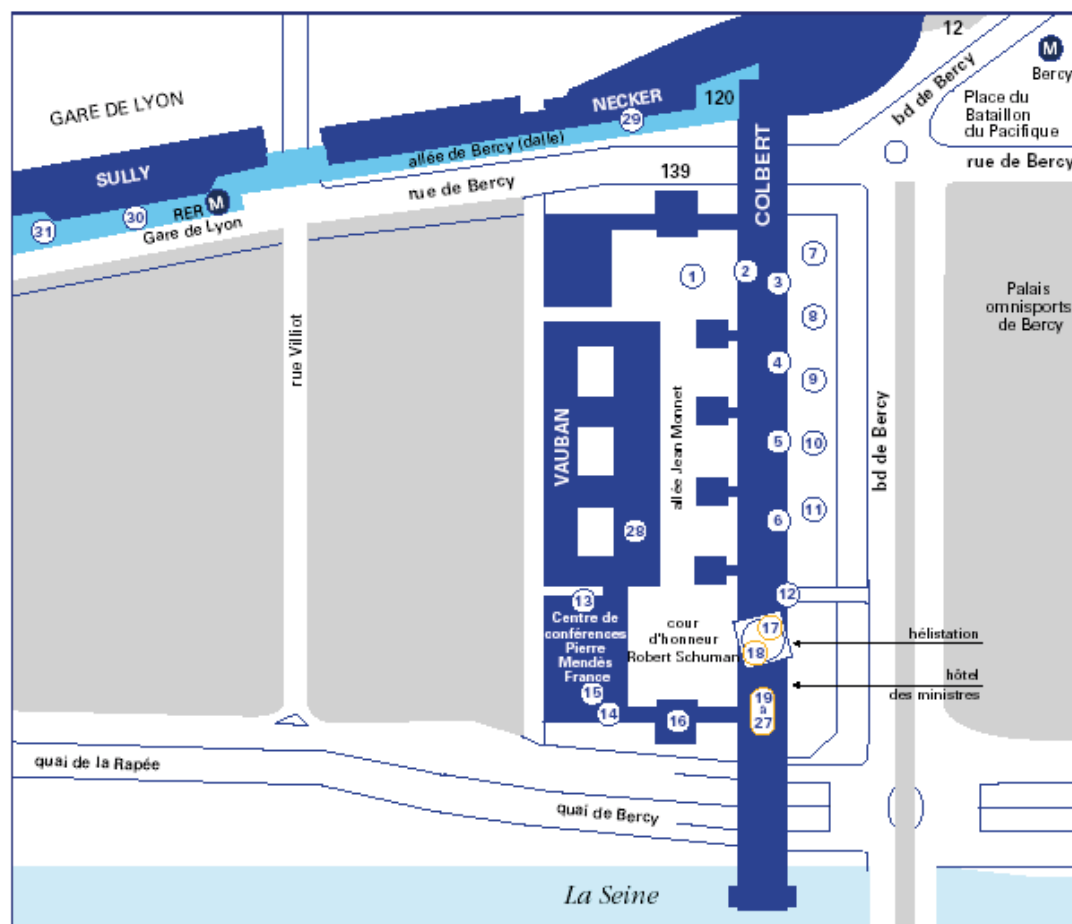 12
M
Bercy
bd de Bercy
Place du
Bataillon
du Pacifique
GARE DE LYON
NECKER
120
29
allée de Bercy (dalle)
rue de Bercy
rue de Bercy
SULLY
139
COLBERT
RER M
30
31
Gare de Lyon
1
2
3
7
8
Palais
omnisports
de Bercy
rue Villiot
4
9
VAUBAN
allée Jean Monnet
5
10
bd de Bercy
6
11
28
12
13
Centre de
conférences
Pierre
Mendès
France
cour
d'honneur
Robert Schuman
17
18
hélistation
hôtel
des ministres
15
14
16
19
à
27
quai de la Rapée
quai de Bercy
La Seine